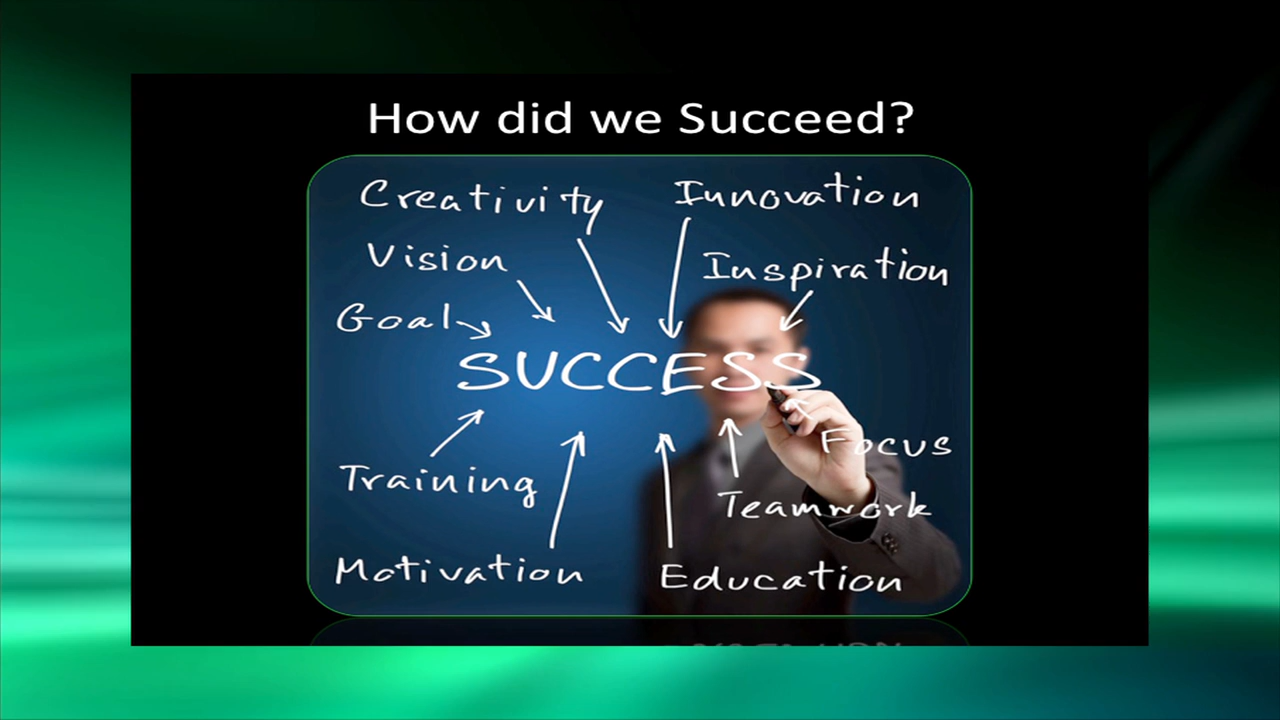 How did we Succeed?
Creativity
Innovation
Vision
Inspiration
Goal
SUCCESS
Focus
Training
Teamwork
Motivation
Education